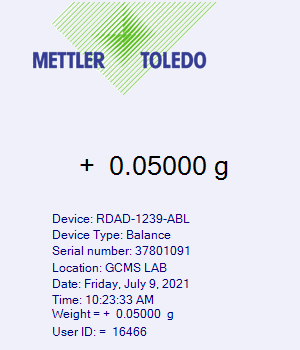 METTLER TOLEDO
+ 0.05000 g
Device: RDAD-1239-ABL
Device Type: Balance
Serial number: 37801091
Location: GCMS LAB
Date: Friday, July 9, 2021
Time: 10:23:33 AM
Weight = + 0.05000 g
User ID: = 16466